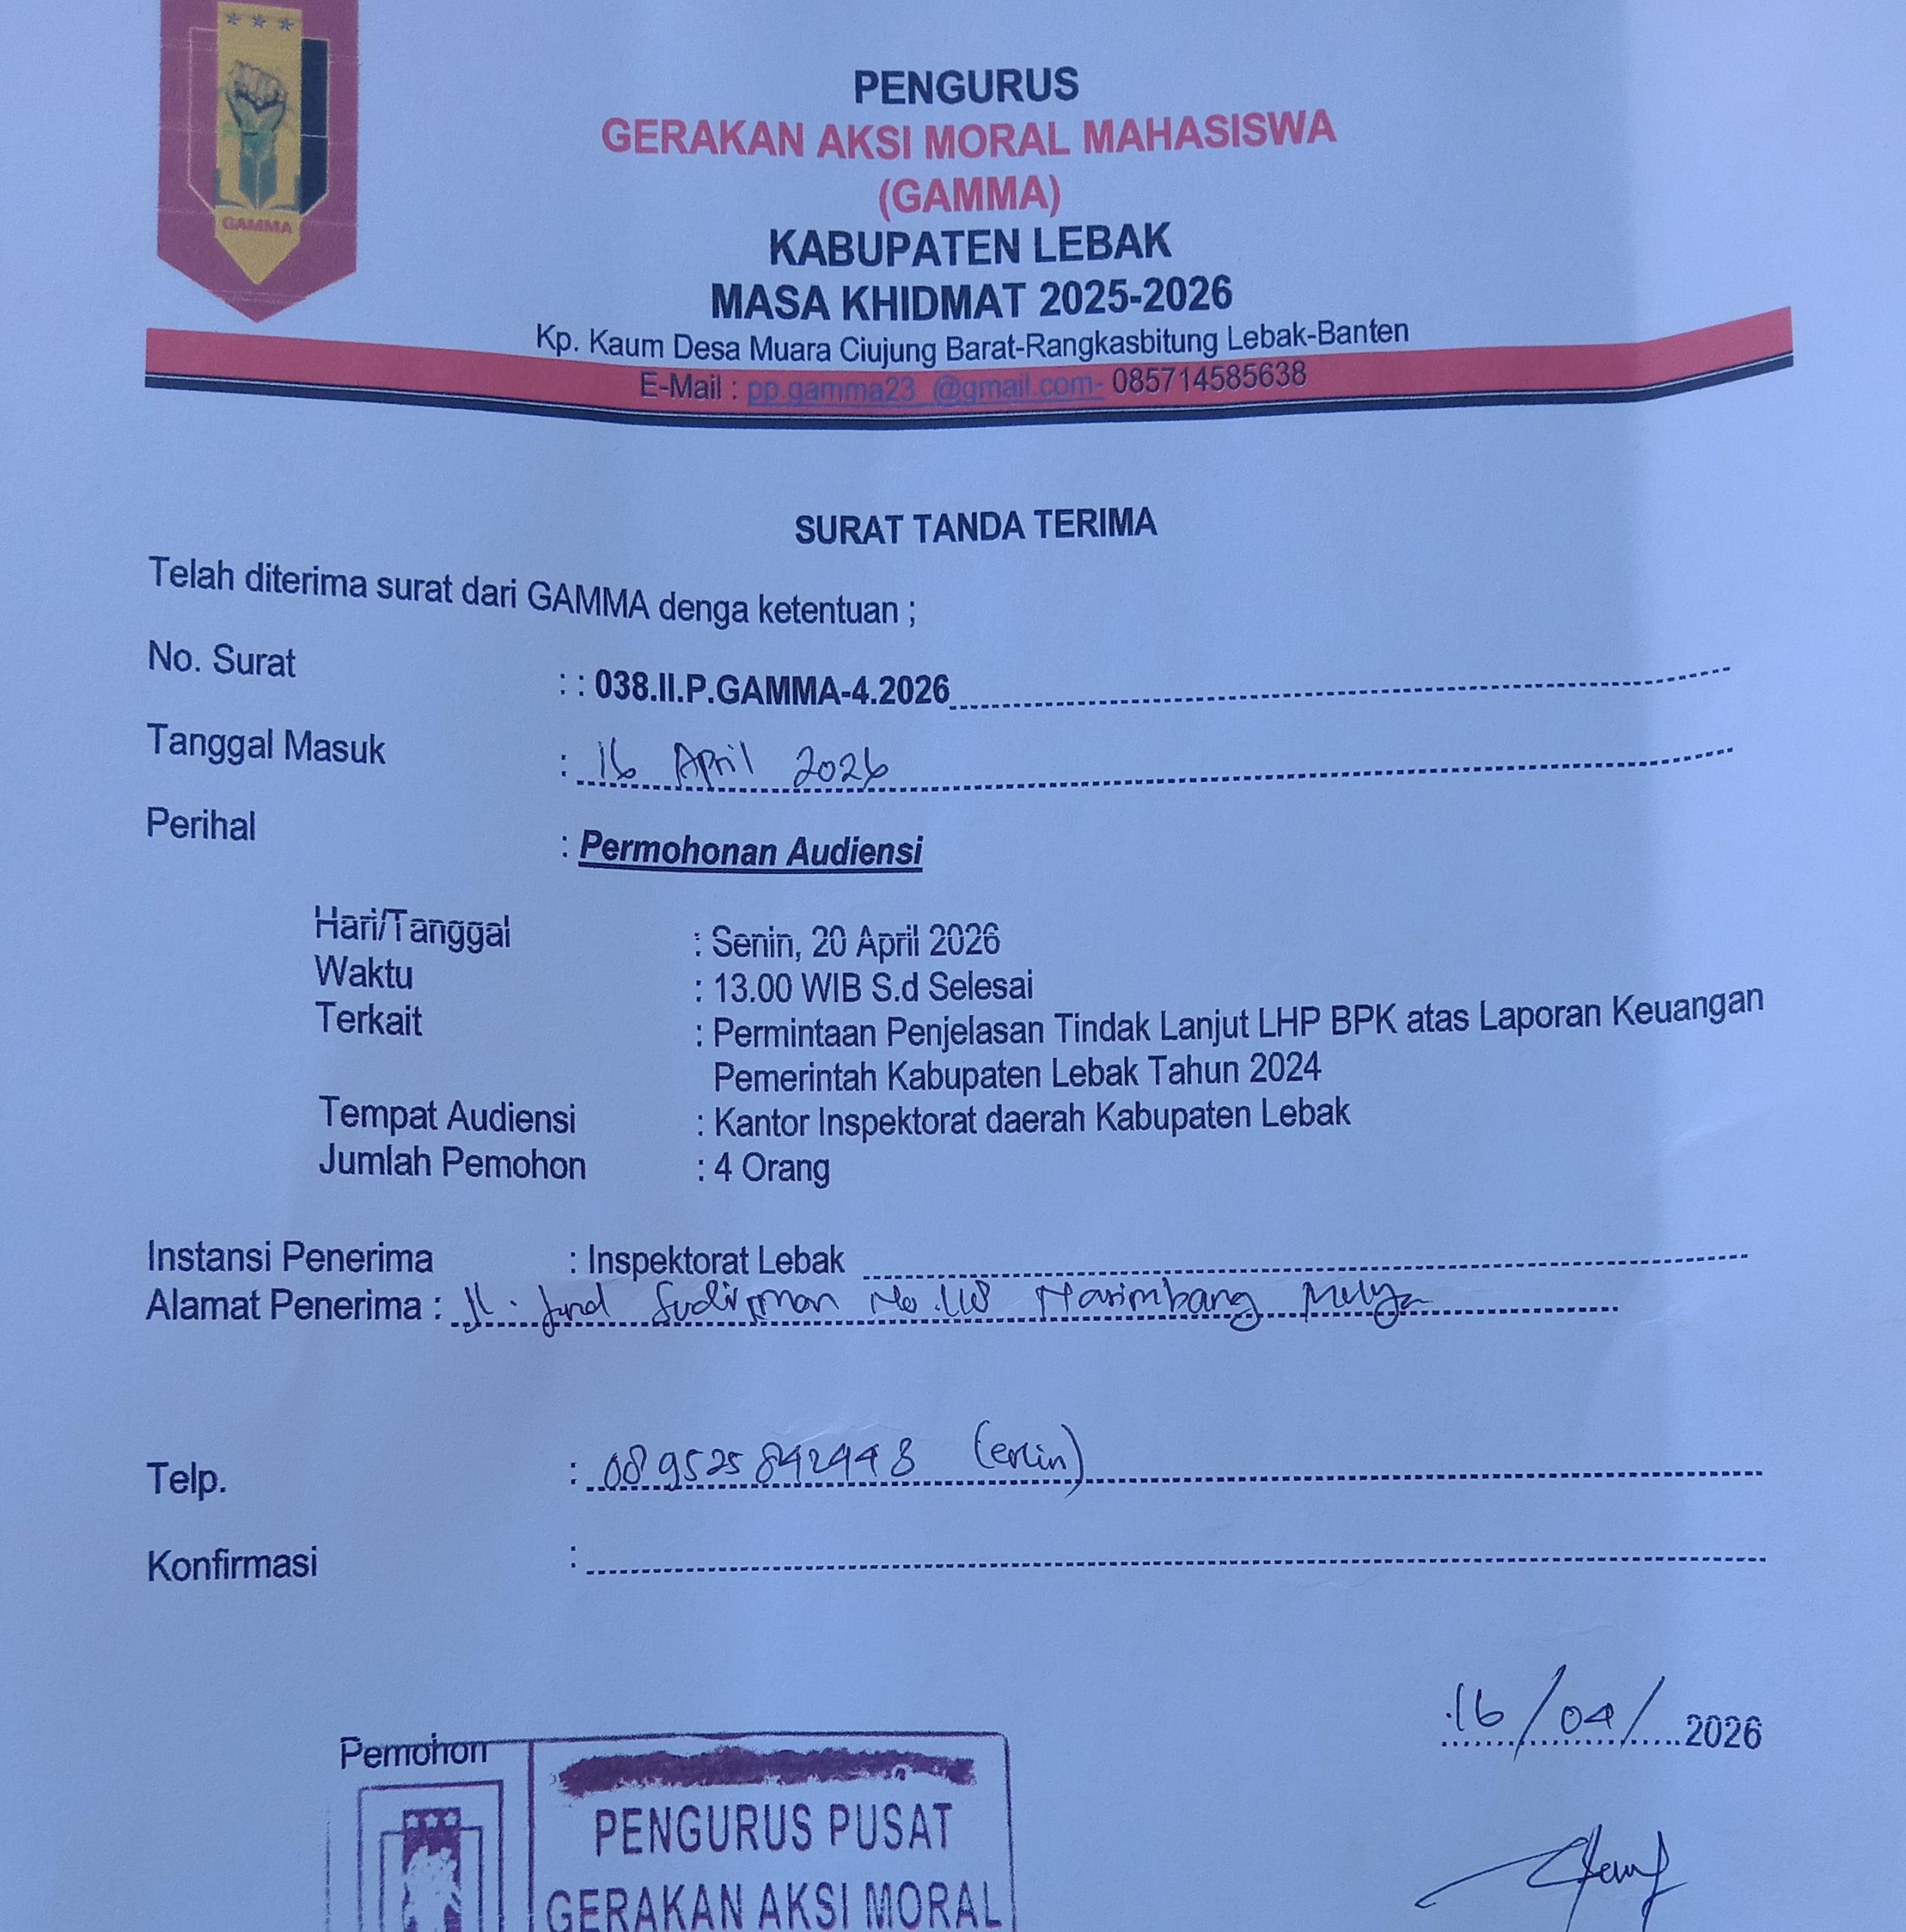 GAMMA
PENGURUS
GERAKAN AKSI MORAL MAHASISWA
(GAMMA)
KABUPATEN LEBAK
MASA KHIDMAT 2025-2026
Kp. Kaum Desa Muara Ciujung Barat-Rangkasbitung Lebak-Banten
E-Mail : pp.gamma23_@gmail.com- 085714585638
SURAT TANDA TERIMA
Telah diterima surat dari GAMMA denga ketentuan ;
No. Surat : : 038.II.P.GAMMA-4.2026
Tanggal Masuk : 16 April 2026
Perihal : Permohonan Audiensi
Hari/Tanggal : Senin, 20 April 2026
Waktu : 13.00 WIB S.d Selesai
Terkait : Permintaan Penjelasan Tindak Lanjut LHP BPK atas Laporan Keuangan
Pemerintah Kabupaten Lebak Tahun 2024
Tempat Audiensi : Kantor Inspektorat daerah Kabupaten Lebak
Jumlah Pemohon : 4 Orang
Instansi Penerima : Inspektorat Lebak
Alamat Penerima : Jl. Jend Sudirman No. Narimbang Mulya
Telp. : 089525842948 (erlin)
Konfirmasi :
16/04/ 2026
Pemohon
PENGURUS PUSAT
GERAKAN AKSI MORAL